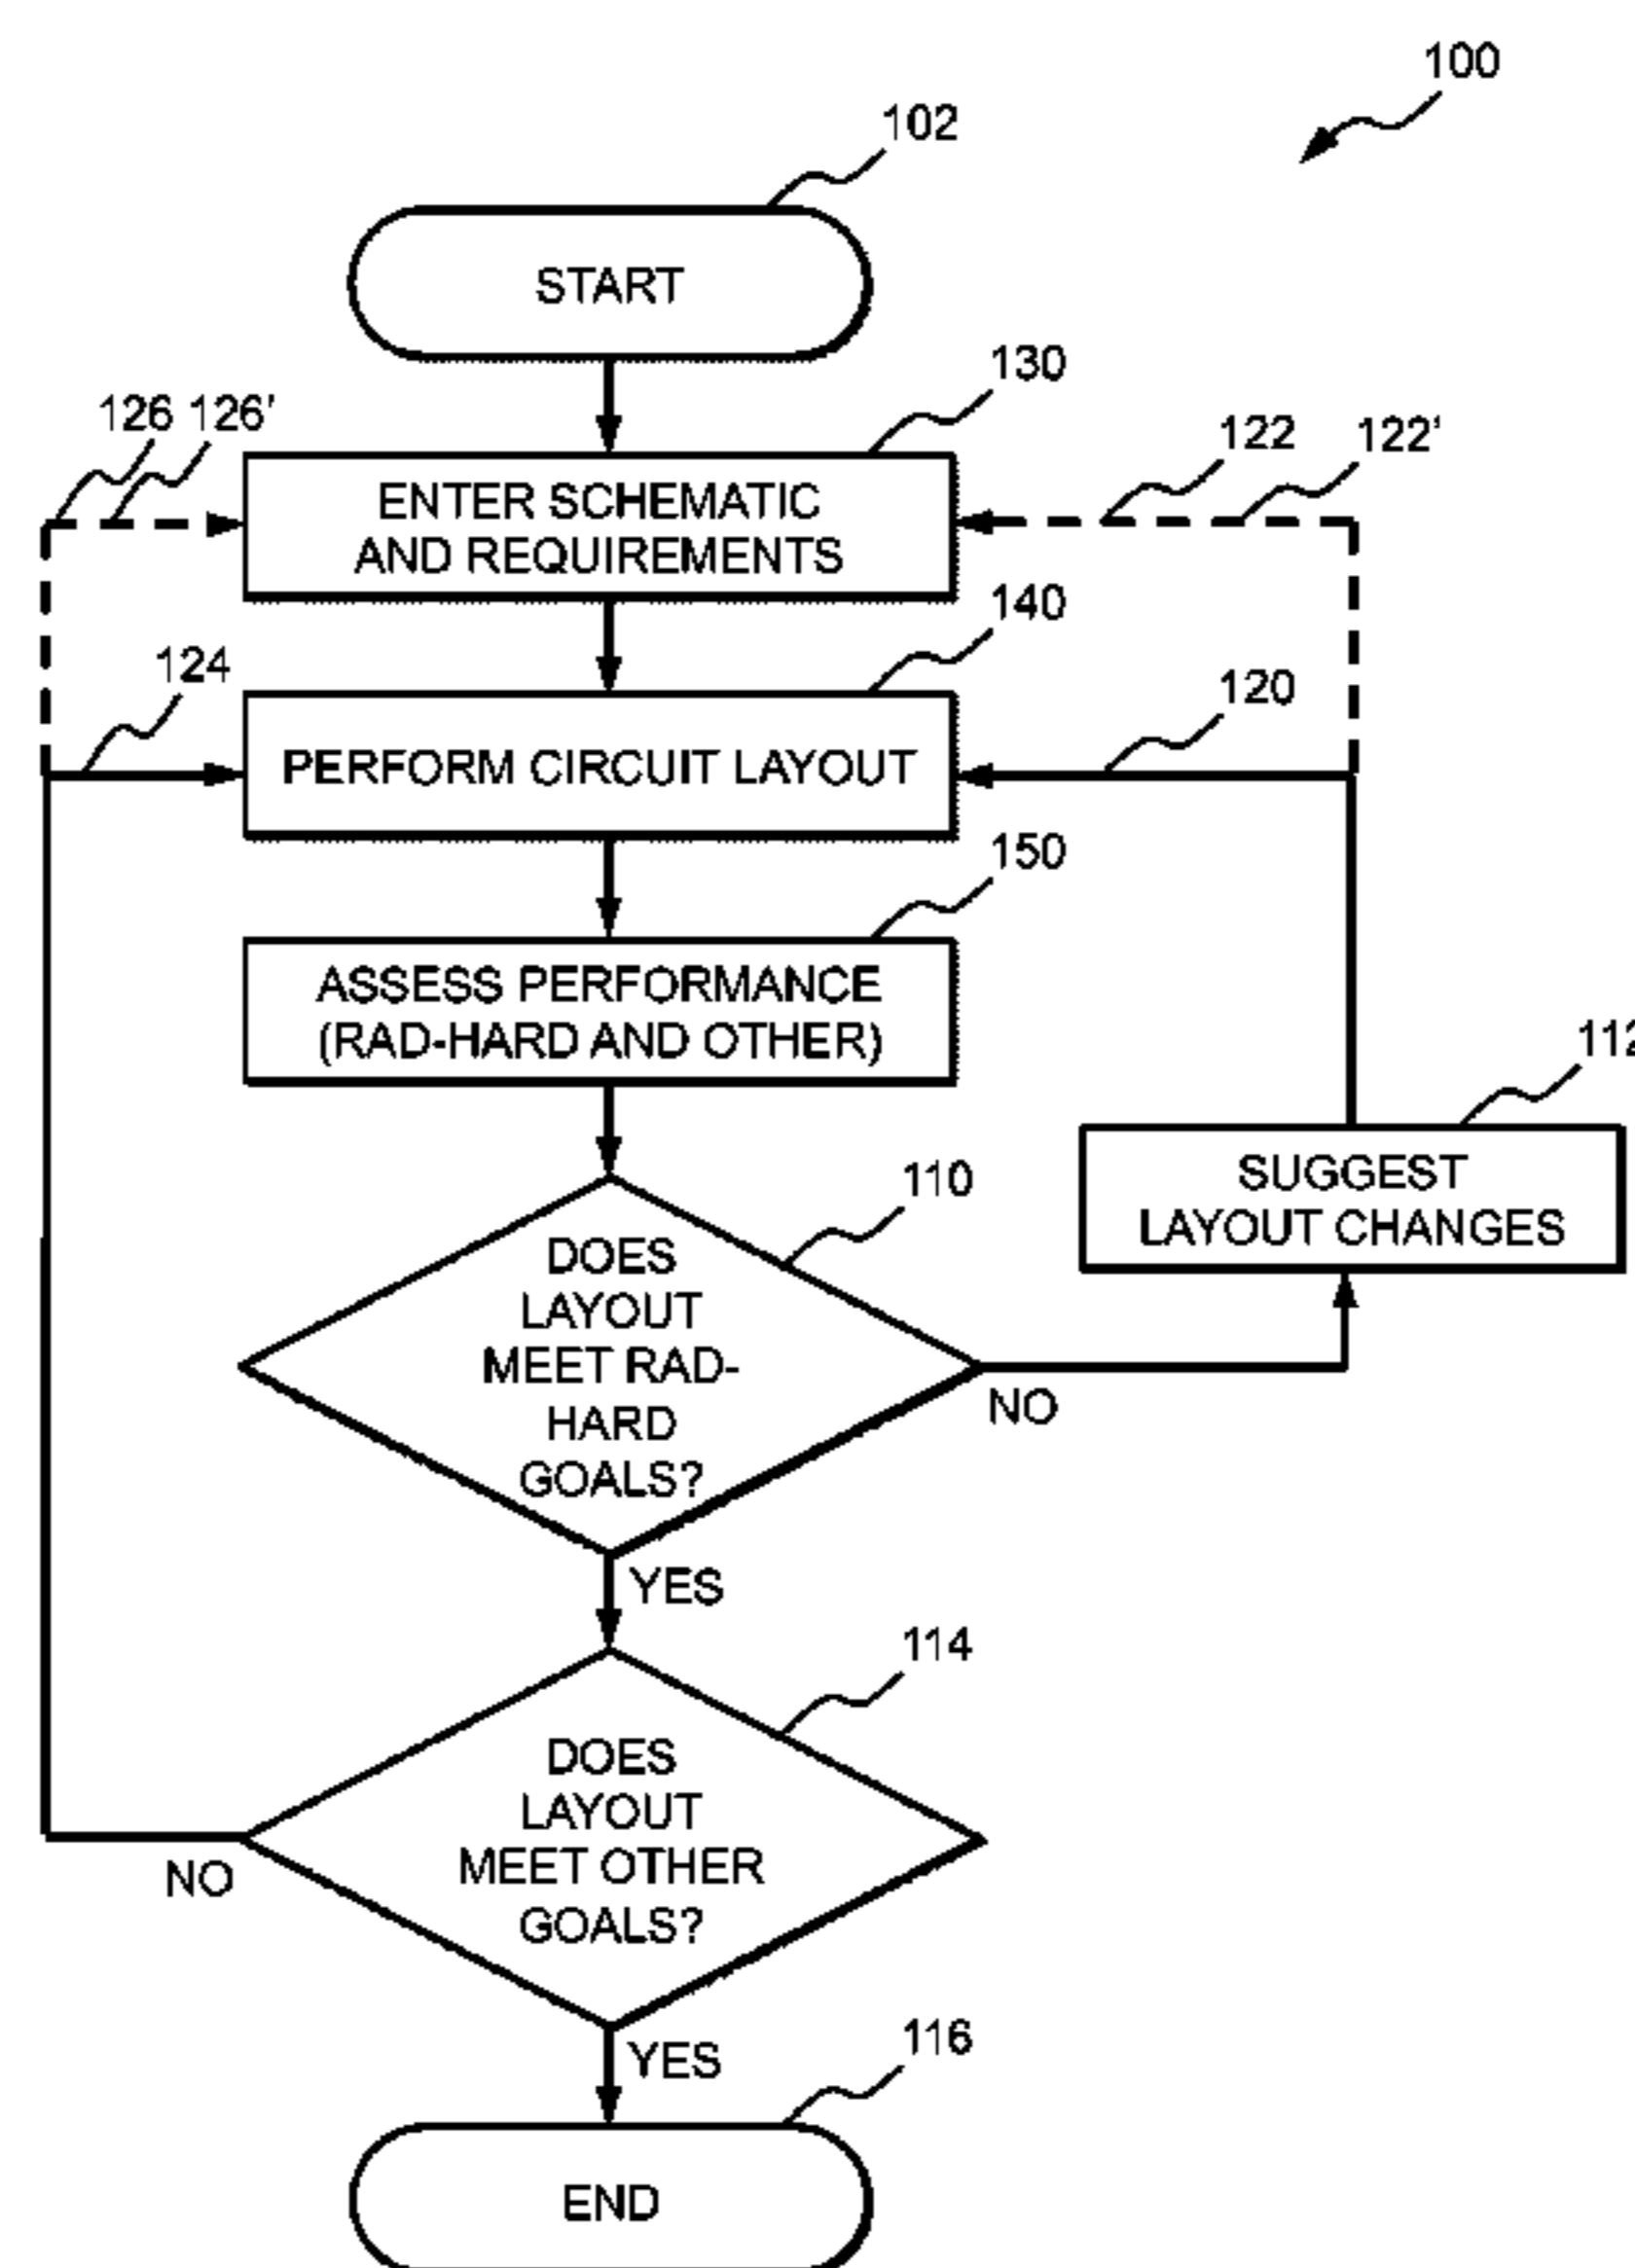 100
102
START
130
126 126'
122 122'
ENTER SCHEMATIC
AND REQUIREMENTS
140
124
120
PERFORM CIRCUIT LAYOUT
150
ASSESS PERFORMANCE
(RAD-HARD AND OTHER)
112
SUGGEST
LAYOUT CHANGES
110
DOES
LAYOUT
MEET RAD-
HARD
GOALS?
NO
YES
114
DOES
LAYOUT
MEET OTHER
GOALS?
NO
YES
116
END